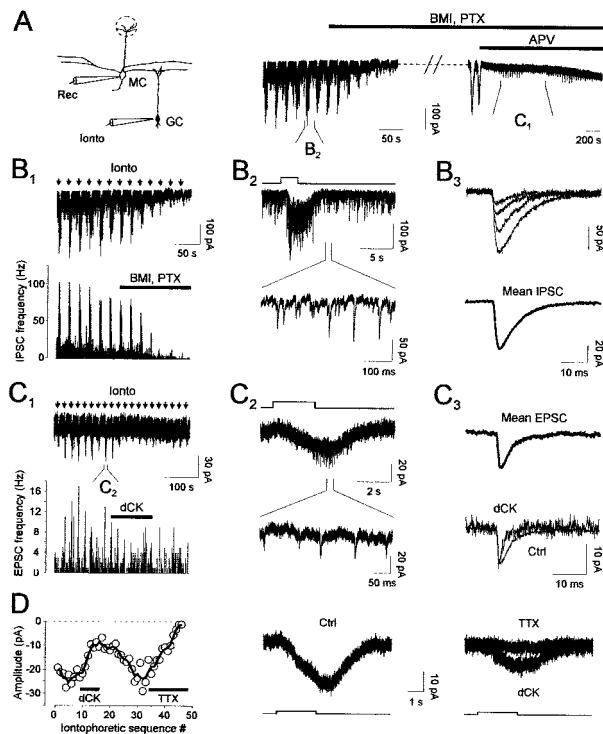 A
BMI, PTX
APV
MC
Rec
GC
Ionto
100 pA
50 s
B2
C1
200 s
B1
Ionto
100 pA
50 s
IPSC frequency (Hz)
100
50
0
BMI, PTX
B2
100 pA
5 s
50 pA
100 ms
B3
50 pA
Mean IPSC
20 pA
10 ms
C1
Ionto
30 pA
100 s
C2
EPSC frequency (Hz)
16
12
8
4
0
dCK
C2
20 pA
2 s
20 pA
50 ms
C3
Mean EPSC
20 pA
dCK
Ctrl
10 pA
10 ms
D
Amplitude (pA)
0
-10
-20
-30
dCK
TTX
0 10 20 30 40 50
Iontophoretic sequence #
Ctrl
10 pA
1 s
TTX
dCK